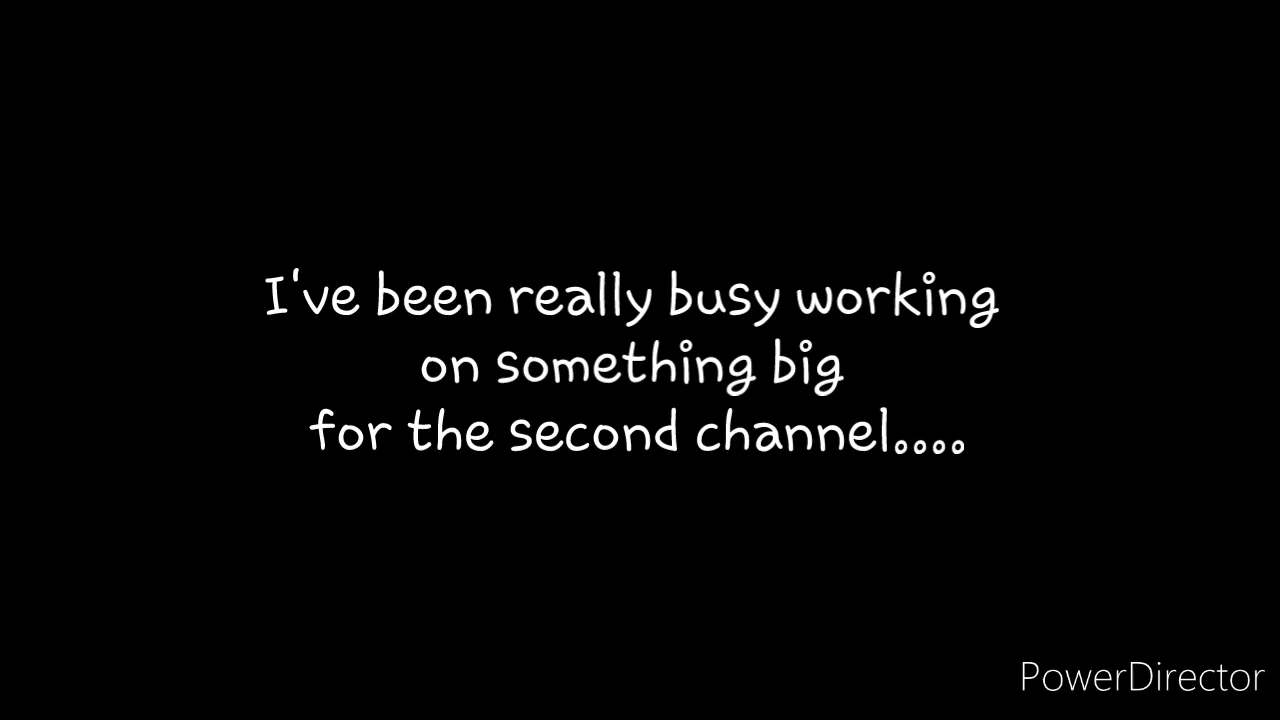 I've been really busy working
on something big
for the second channel....
PowerDirector